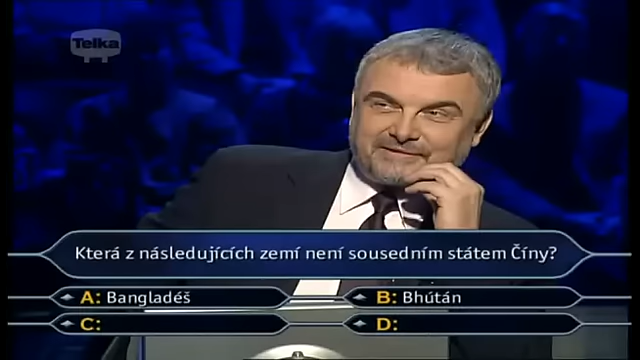 Telka
Která z následujících zemí není sousedním státem Číny?
A: Bangladéš
B: Bhútán
C:
D: